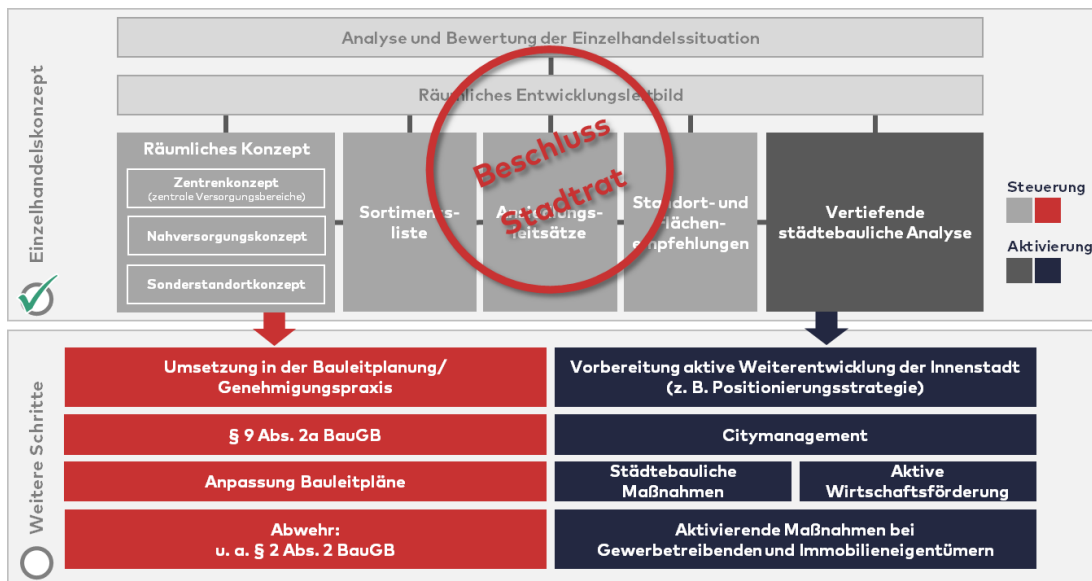 Einzelhandelskonzept
Analyse und Bewertung der Einzelhandelssituation
Räumliches Entwicklungsleitbild
Räumliches Konzept
Zentrenkonzept
(zentrale Versorgungsbereiche)
Nahversorgungskonzept
Sonderstandortkonzept
Sortiments-
liste
leitsätze
Standort- und
Flächen-
empfehlungen
Vertiefende
städtebauliche Analyse
Beschluss
Stadtrat
Steuerung
Aktivierung
Weitere Schritte
Umsetzung in der Bauleitplanung/
Genehmigungspraxis
§ 9 Abs. 2a BauGB
Anpassung Bauleitpläne
Abwehr:
u. a. § 2 Abs. 2 BauGB
Vorbereitung aktive Weiterentwicklung der Innenstadt
(z. B. Positionierungsstrategie)
Citymanagement
Städtebauliche
Maßnahmen
Aktive
Wirtschaftsförderung
Aktivierende Maßnahmen bei
Gewerbetreibenden und Immobilieneigentümern